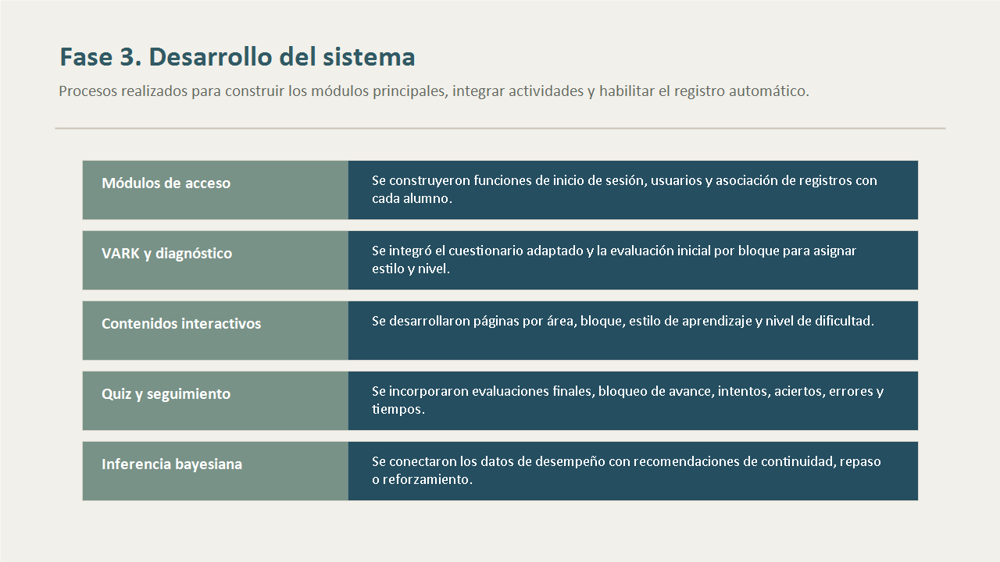 Fase 3. Desarrollo del sistema
Procesos realizados para construir los módulos principales, integrar actividades y habilitar el registro automático.
Módulos de acceso
Se construyeron funciones de inicio de sesión, usuarios y asociación de registros con
cada alumno.
VARK y diagnóstico
Se integró el cuestionario adaptado y la evaluación inicial por bloque para asignar
estilo y nivel.
Contenidos interactivos
Se desarrollaron páginas por área, bloque, estilo de aprendizaje y nivel de dificultad.
Quiz y seguimiento
Se incorporaron evaluaciones finales, bloqueo de avance, intentos, aciertos, errores y
tiempos.
Inferencia bayesiana
Se conectaron los datos de desempeño con recomendaciones de continuidad, repaso
o reforzamiento.